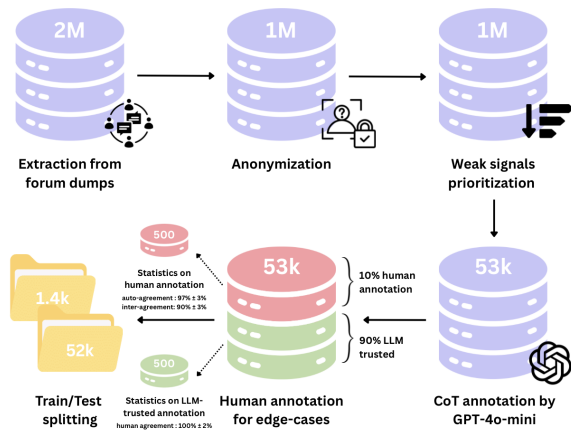 2M
1M
1M
Extraction from
forum dumps
Anonymization
Weak signals
prioritization
500
Statistics on
human annotation
auto-agreement : 97% ± 3%
inter-agreement : 90% ± 3%
53k
10% human
annotation
90% LLM
trusted
53k
1.4k
52k
500
Train/Test
splitting
Statistics on LLM-
trusted annotation
human agreement : 100% ± 2%
Human annotation
for edge-cases
CoT annotation by
GPT-4o-mini